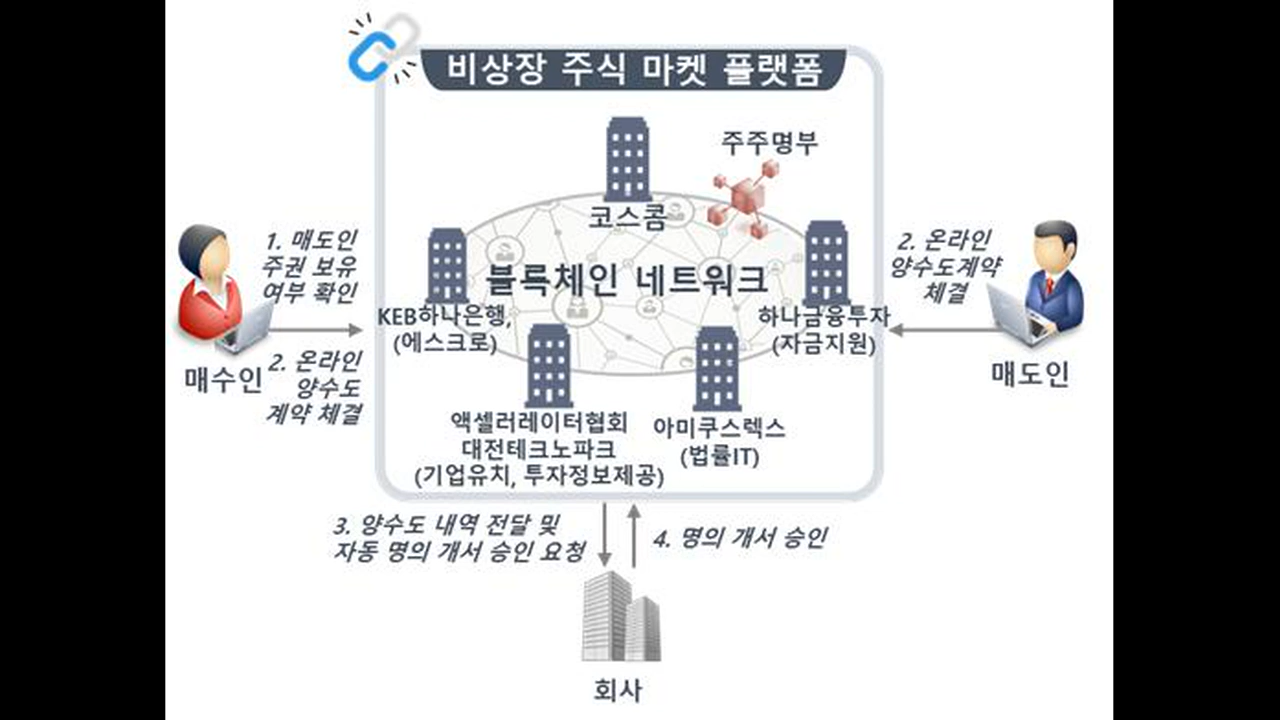 비상장 주식 마켓 플랫폼
주주명부
코스콤
블록체인 네트워크
KEB하나은행,
(에스크로)
하나금융투자
(자금지원)
액셀러레이터협회
대전테크노파크
(기업유치, 투자정보제공)
아미쿠스렉스
(법률IT)
1. 매도인
주권 보유
여부 확인
매수인
2. 온라인
양수도
계약 체결
2. 온라인
양수도계약
체결
매도인
3. 양수도 내역 전달 및
자동 명의 개서 승인 요청
4. 명의 개서 승인
회사